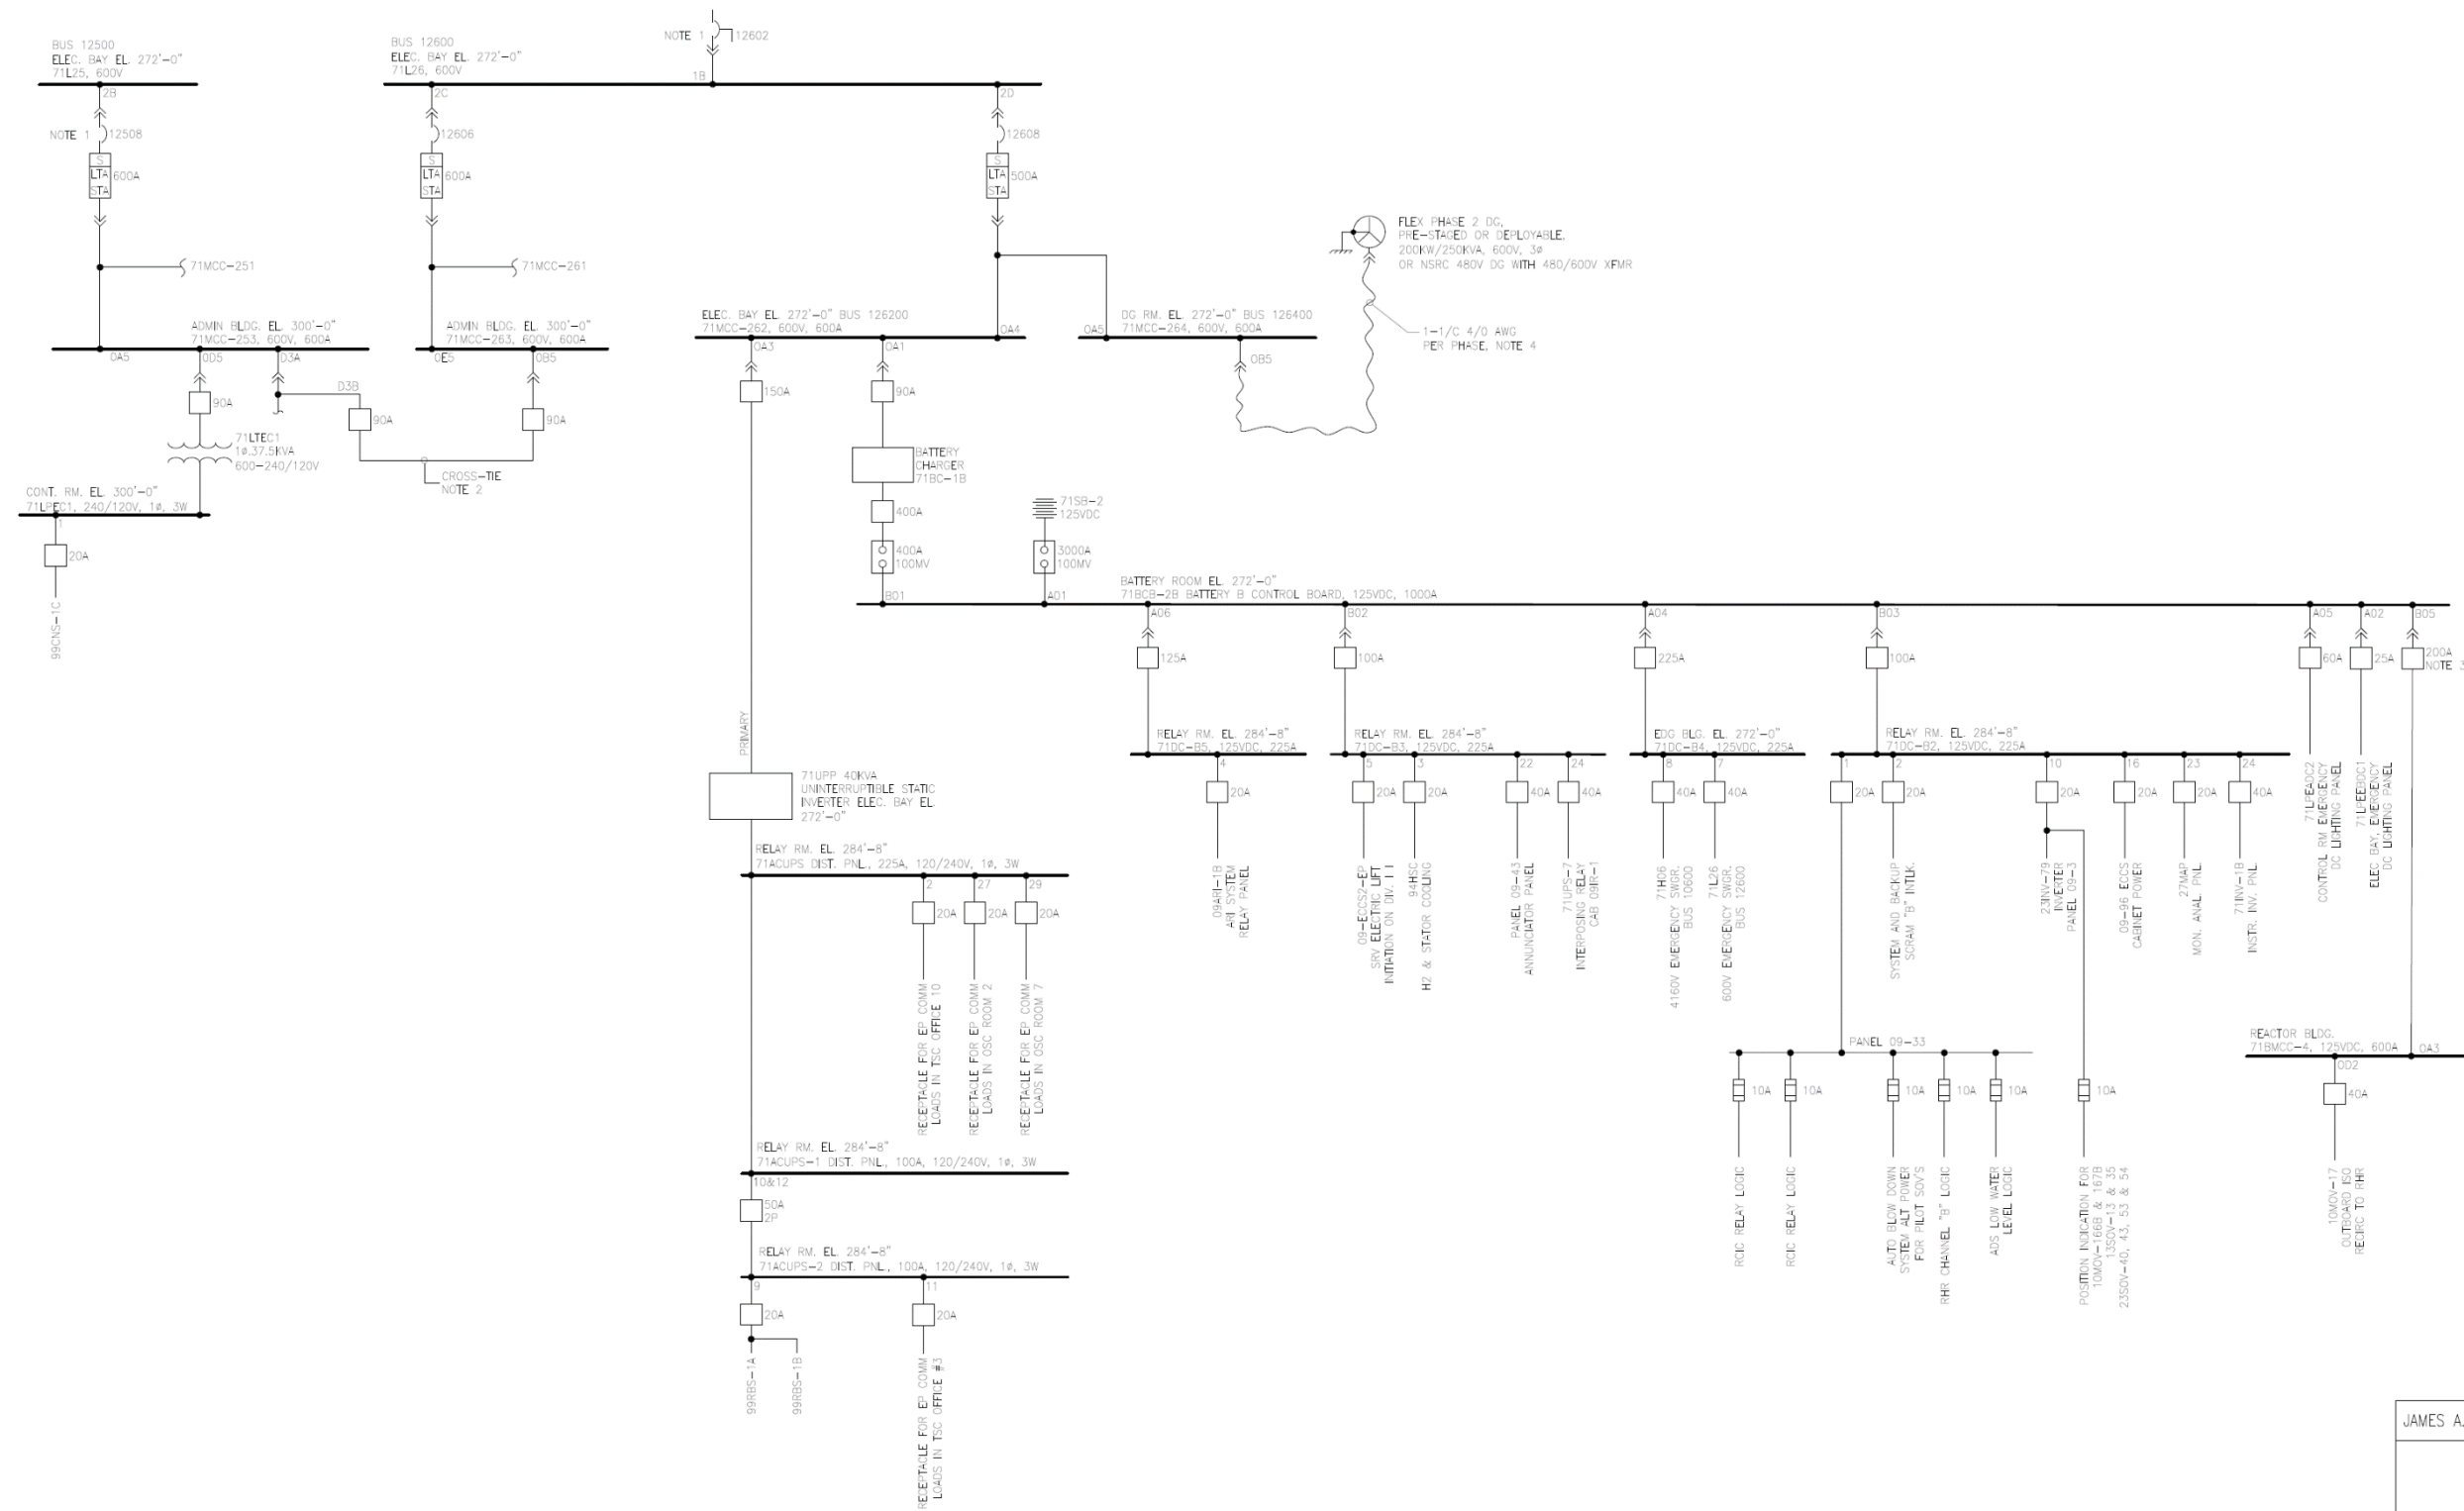 BUS 12500
ELEC. BAY EL. 272'-0"
71L25, 600V
2B
NOTE 1
12508
S
LTA
STA
600A
71MCC-251
ADMIN BLDG. EL. 300'-0"
71MCC-253, 600V, 600A
0A5
0D5
D3A
90A
D3B
90A
71LTEC1
1ø.37.5KVA
600-240/120V
CONT. RM. EL. 300'-0"
71LPEC1, 240/120V, 1ø, 3W
1
20A
99CNS-1C
BUS 12600
ELEC. BAY EL. 272'-0"
71L26, 600V
NOTE 1
12602
1B
2C
12606
S
LTA
STA
600A
71MCC-261
ADMIN BLDG. EL. 300'-0"
71MCC-263, 600V, 600A
0E5
0B5
90A
CROSS-TIE
NOTE 2
2D
12608
S
LTA
STA
500A
ELEC. BAY EL. 272'-0" BUS 126200
71MCC-262, 600V, 600A
0A4
0A3
0A1
150A
90A
DG RM. EL. 272'-0" BUS 126400
71MCC-264, 600V, 600A
0A5
0B5
FLEX PHASE 2 DG,
PRE-STAGED OR DEPLOYABLE,
200KW/250KVA, 600V, 3ø
OR NSRC 480V DG WITH 480/600V XFMR
1-1/C 4/0 AWG
PER PHASE, NOTE 4
BATTERY
CHARGER
71BC-1B
400A
400A
100MV
71SB-2
125VDC
3000A
100MV
BATTERY ROOM EL. 272'-0"
71BCB-2B BATTERY B CONTROL BOARD, 125VDC, 1000A
B01
A01
A06
B02
A04
B03
A05
A02
B05
125A
100A
225A
100A
60A
25A
200A
NOTE 3
PRIMARY
71UPP 40KVA
UNINTERRUPTIBLE STATIC
INVERTER ELEC. BAY EL.
272'-0"
RELAY RM. EL. 284'-8"
71ACUPS DIST. PNL., 225A, 120/240V, 1ø, 3W
2
27
29
20A
20A
20A
RECEPTACLE FOR EP COMM
LOADS IN TSC OFFICE 10
RECEPTACLE FOR EP COMM
LOADS IN OSC ROOM 2
RECEPTACLE FOR EP COMM
LOADS IN OSC ROOM 7
RELAY RM. EL. 284'-8"
71ACUPS-1 DIST. PNL., 100A, 120/240V, 1ø, 3W
10&12
50A
2P
RELAY RM. EL. 284'-8"
71ACUPS-2 DIST. PNL., 100A, 120/240V, 1ø, 3W
9
11
20A
20A
99RBS-1A
99RBS-1B
RECEPTACLE FOR EP COMM
LOADS IN TSC OFFICE #3
RELAY RM. EL. 284'-8"
71DC-B5, 125VDC, 225A
4
20A
09ARI-1B
ARI SYSTEM
RELAY PANEL
RELAY RM. EL. 284'-8"
71DC-B3, 125VDC, 225A
5
3
22
24
20A
20A
40A
40A
09-ECCS2-EP
SRV ELECTRIC LIFT
INITIATION ON DIV. I I
94HSC
H2 & STATOR COOLING
PANEL 09-43
ANNUNCIATOR PANEL
71UPS-7
INTERPOSING RELAY
CAB 09IR-1
EDG BLG. EL. 272'-0"
71DC-B4, 125VDC, 225A
8
7
40A
40A
71H06
4160V EMERGENCY SWGR.
BUS 10600
71L26
600V EMERGENCY SWGR.
BUS 12600
RELAY RM. EL. 284'-8"
71DC-B2, 125VDC, 225A
1
2
10
16
23
24
20A
20A
20A
20A
20A
40A
SYSTEM AND BACKUP
SCRAM "B" INTLK.
23INV-79
INVERTER
PANEL 09-3
09-96 ECCS
CABINET POWER
27MAP
MON. ANAL. PNL.
71INV-1B
INSTR. INV. PNL.
71LPEADC2
CONTROL RM EMERGENCY
DC LIGHTING PANEL
71LPEEBDC1
ELEC BAY, EMERGENCY
DC LIGHTING PANEL
PANEL 09-33
10A
10A
10A
10A
10A
10A
RCIC RELAY LOGIC
RCIC RELAY LOGIC
AUTO BLOW DOWN
SYSTEM ALT POWER
FOR PILOT SOV'S
RHR CHANNEL "B" LOGIC
ADS LOW WATER
LEVEL LOGIC
POSITION INDICATION FOR
10MOV-166B & 167B
13SOV-13 & 35
23SOV-40, 43, 53 & 54
REACTOR BLDG.
71BMCC-4, 125VDC, 600A
0A3
0D2
40A
10MOV-17
OUTBOARD ISO
RECIRC TO RHR
JAMES A.